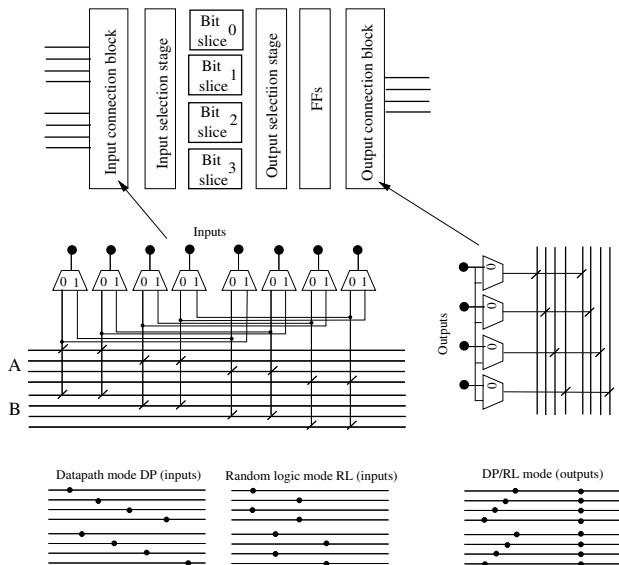 Input connection block
Input selection stage
Bit
slice 0
Bit
slice 1
Bit
slice 2
Bit
slice 3
Output selectiion stage
FFs
Output connection block
Inputs
0 1
0 1
0 1
0 1
0 1
0 1
0 1
0 1
A
B
Outputs
0
0
0
0
Datapath mode DP (inputs)
Random logic mode RL (inputs)
DP/RL mode (outputs)